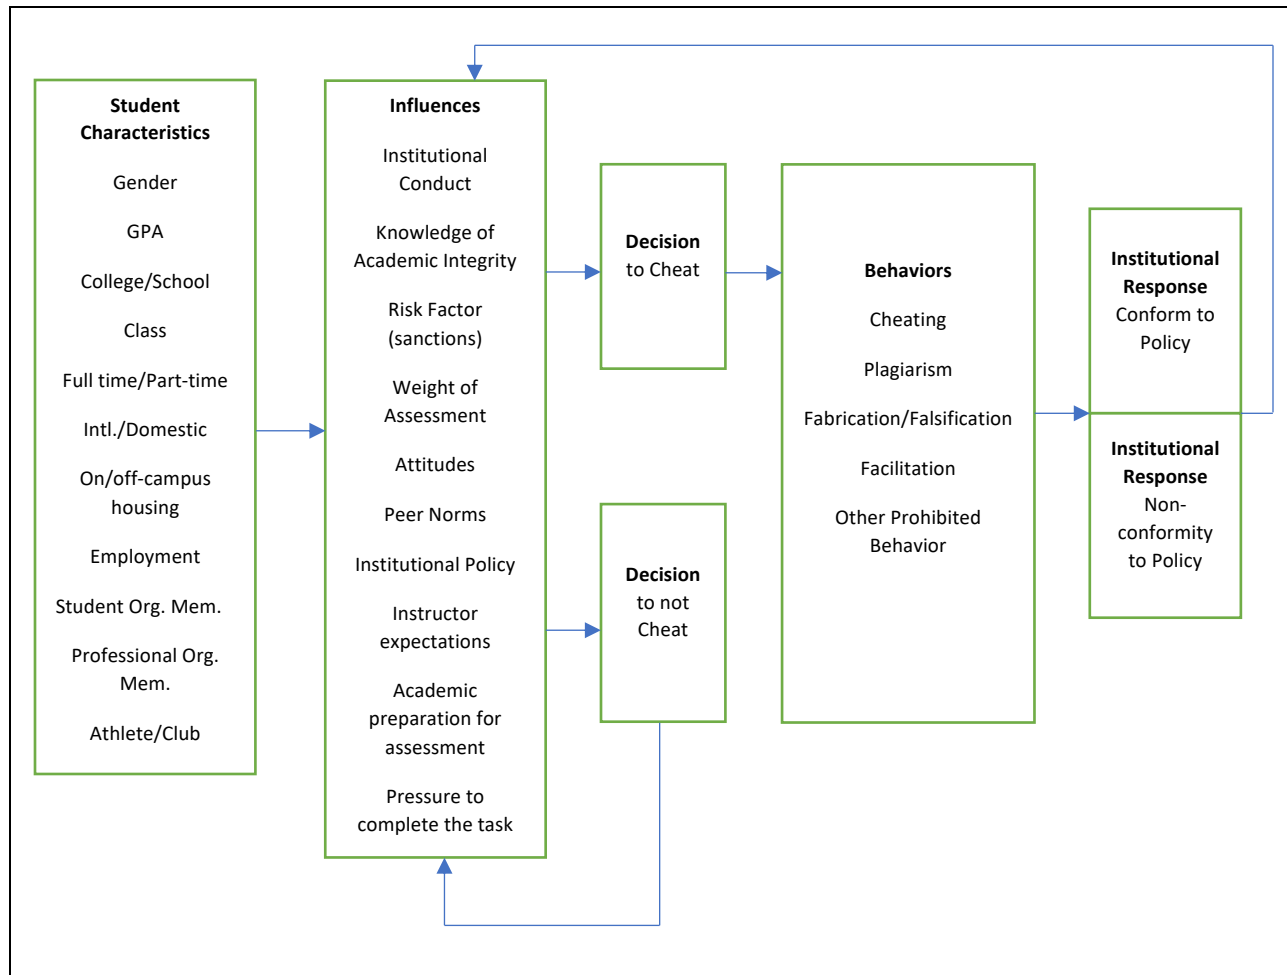 Student
Characteristics
Gender
GPA
College/School
Class
Full time/Part-time
Intl./Domestic
On/off-campus
housing
Employment
Student Org. Mem.
Professional Org.
Mem.
Athlete/Club
Influences
Institutional
Conduct
Knowledge of
Academic Integrity
Risk Factor
(sanctions)
Weight of
Assessment
Attitudes
Peer Norms
Institutional Policy
Instructor
expectations
Academic
preparation for
assessment
Pressure to
complete the task
Decision
to Cheat
Decision
to not
Cheat
Behaviors
Cheating
Plagiarism
Fabrication/Falsification
Facilitation
Other Prohibited
Behavior
Institutional
Response
Conform to
Policy
Institutional
Response
Non-
conformity
to Policy